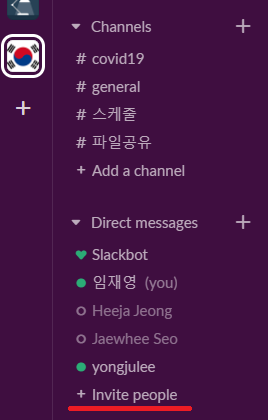 Channels
# covid19
# general
# 스케줄
# 파일공유
+ Add a channel
Direct messages
Slackbot
임재영 (you)
Heeja Jeong
Jaewhee Seo
yongjulee
+ Invite people